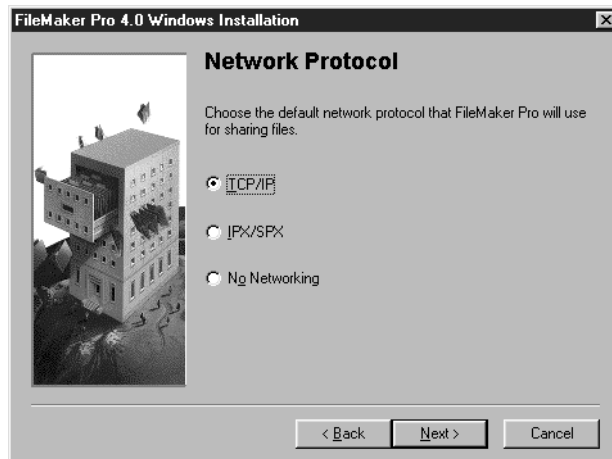 FileMaker Pro 4.0 Windows Installation
Network Protocol
Choose the default network protocol that FileMaker Pro will use
for sharing files.
TCP/IP
IPX/SPX
No Networking
< Back
Next >
Cancel